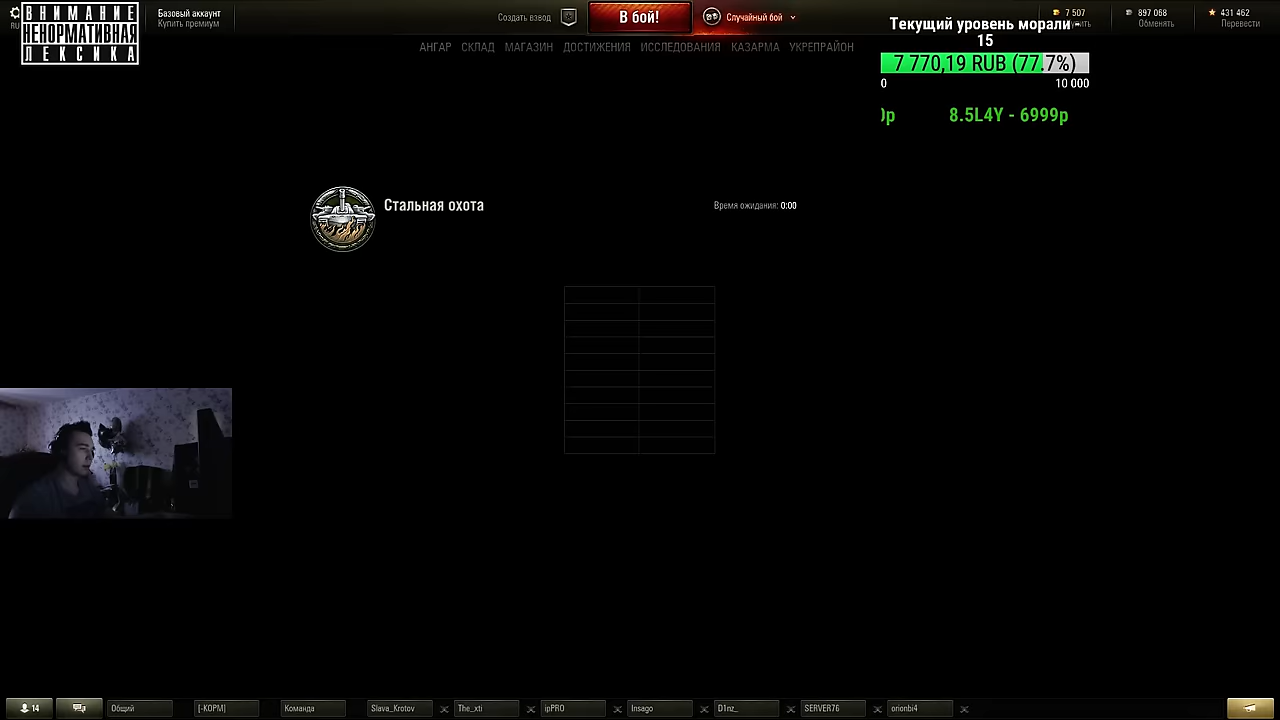 ВНИМАНИЕ
НЕНОРМАТИВНАЯ
ЛЕКСИКА
RU
Базовый аккаунт
Купить премиум
Создать взвод
В бой!
Случайный бой
7 507
897 068
Обменять
431 462
Перевести
Текущий уровень морали -
15
7 770,19 RUB (77.7%)
0
10 000
8.5L4Y - 6999р
АНГАР СКЛАД МАГАЗИН ДОСТИЖЕНИЯ ИССЛЕДОВАНИЯ КАЗАРМА УКРЕПРАЙОН
Стальная охота
Время ожидания: 0:00
14
Общий
[-КОРМ]
Команда
Slava_Krotov
The_xti
ipPRO
Insago
D1nz_
SERVER76
orionbi4